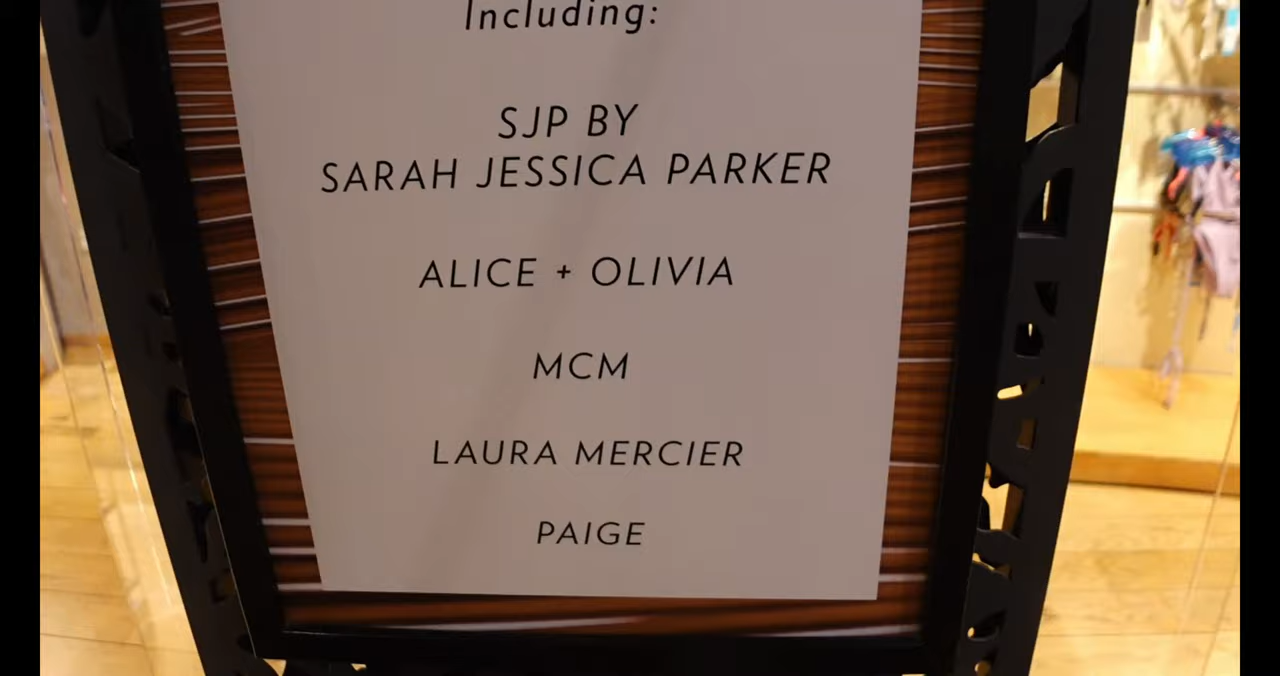 Including:
SJP BY
SARAH JESSICA PARKER
ALICE + OLIVIA
MCM
LAURA MERCIER
PAIGE